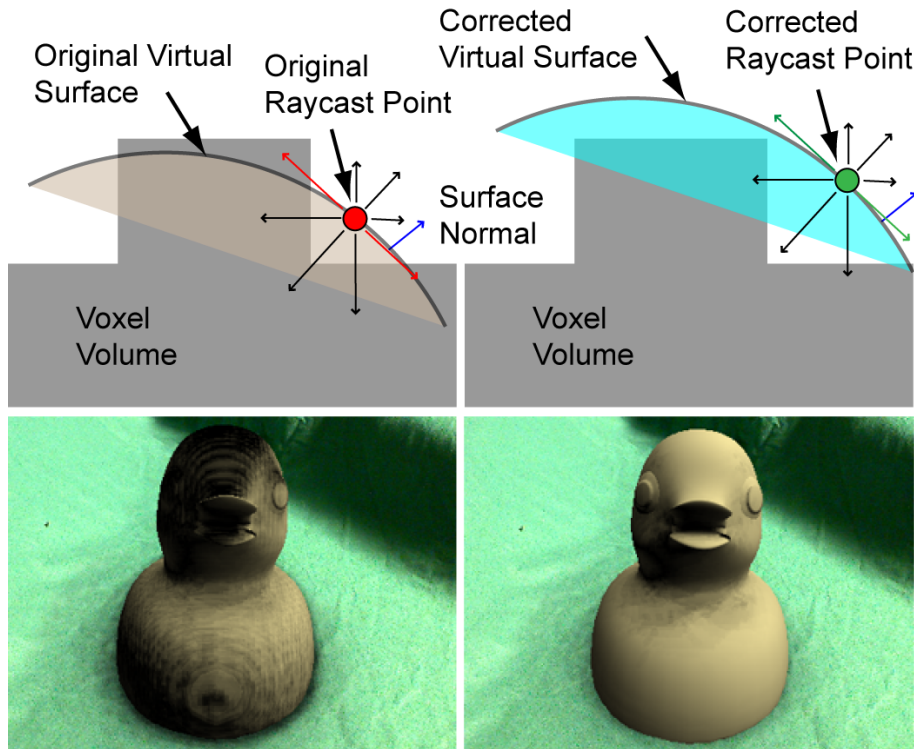 Original Virtual
Surface
Original
Raycast Point
Surface
Normal
Voxel
Volume
Corrected
Virtual Surface
Corrected
Raycast Point
Voxel
Volume